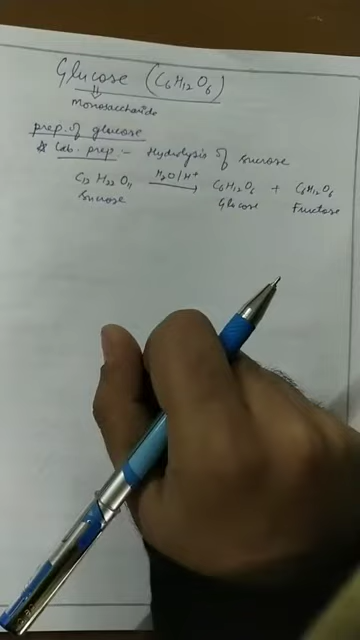 Glucose (C6H12O6)
Monosaccharide
prep. of glucose
Lab. prep:- Hydrolysis of sucrose
C12 H22 O11 H2O/H+ C6H12O6 + C6H12O6
Sucrose Glucose Fructose